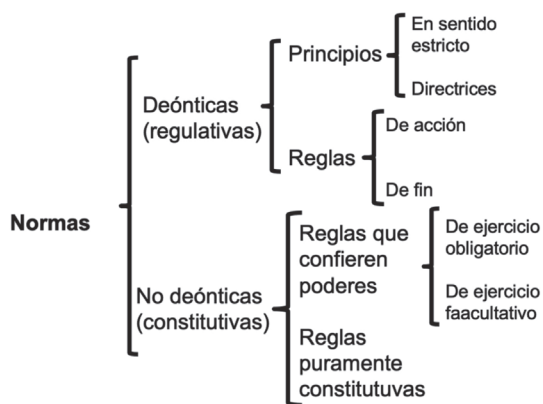 Normas
Deónticas
(regulativas)
Principios
En sentido
estricto
Directrices
Reglas
De acción
De fin
No deónticas
(constitutivas)
Reglas que
confieren
poderes
De ejercicio
obligatorio
De ejercicio
faacultativo
Reglas
puramente
constitutuvas